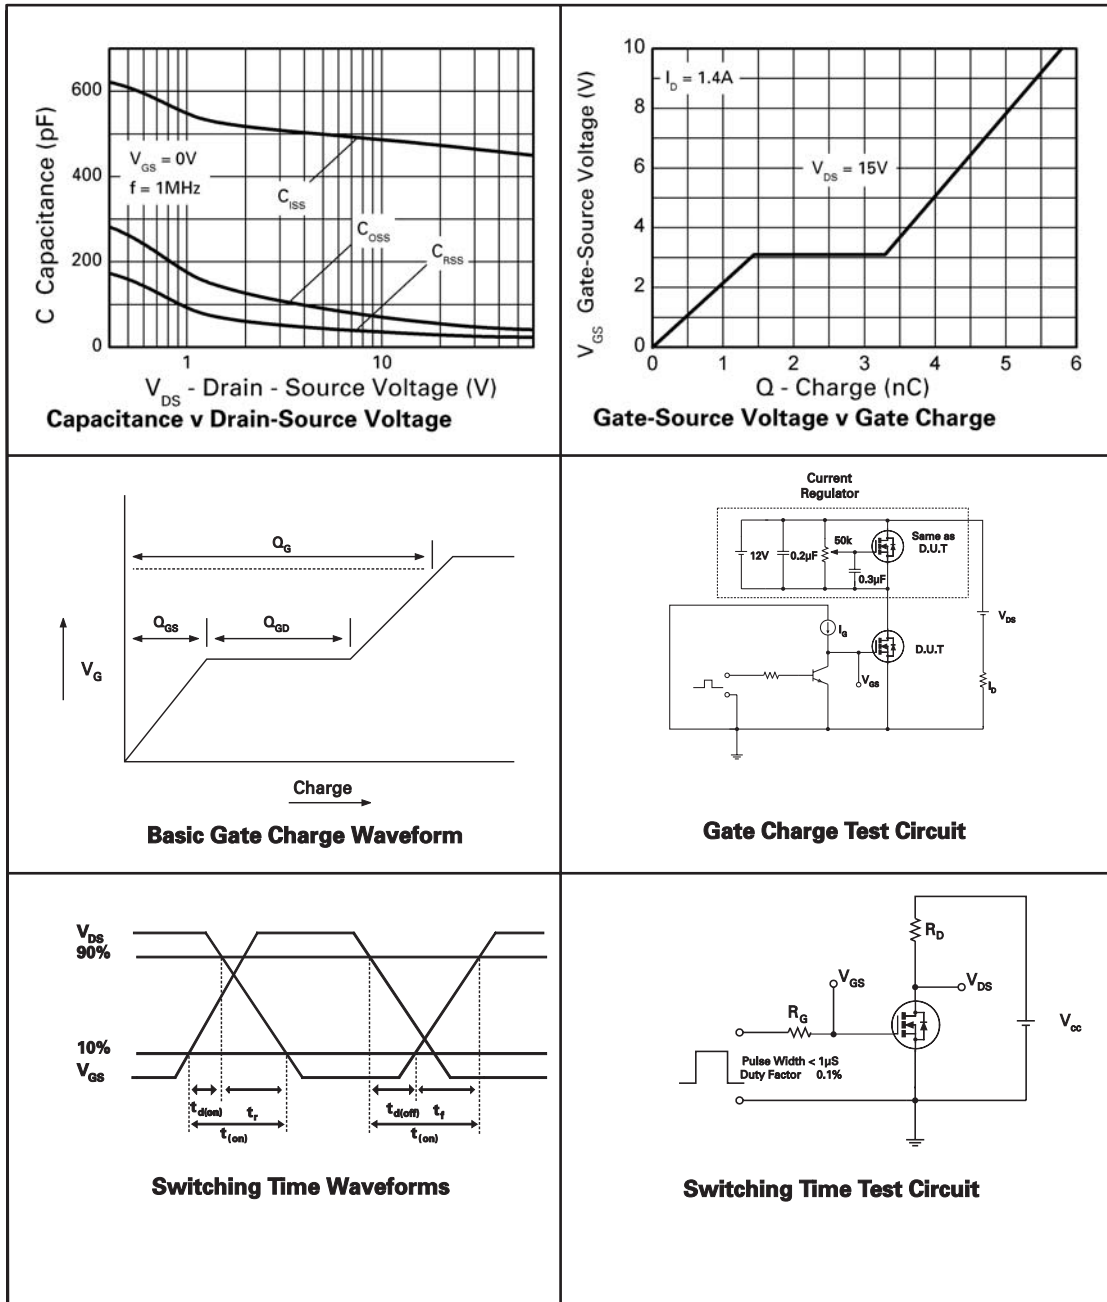 600
400
200
0
C Capacitance (pF)
V_GS = 0V
f = 1MHz
C_ISS
C_OSS
C_RSS
1
10
V_DS - Drain - Source Voltage (V)
Capacitance v Drain-Source Voltage
10
8
6
4
2
0
V_GS Gate-Source Voltage (V)
I_D = 1.4A
V_DS = 15V
0
1
2
3
4
5
6
Q - Charge (nC)
Gate-Source Voltage v Gate Charge
Q_G
Q_GS
Q_GD
V_G
Charge
Basic Gate Charge Waveform
Current
Regulator
12V
0.2µF
50k
0.3µF
Same as
D.U.T
I_G
V_GS
D.U.T
V_DS
I_D
Gate Charge Test Circuit
V_DS
90%
10%
V_GS
t_d(on)
t_r
t_(on)
t_d(off)
t_f
t_(on)
Switching Time Waveforms
R_D
V_GS
V_DS
R_G
V_cc
Pulse Width < 1µS
Duty Factor 0.1%
Switching Time Test Circuit